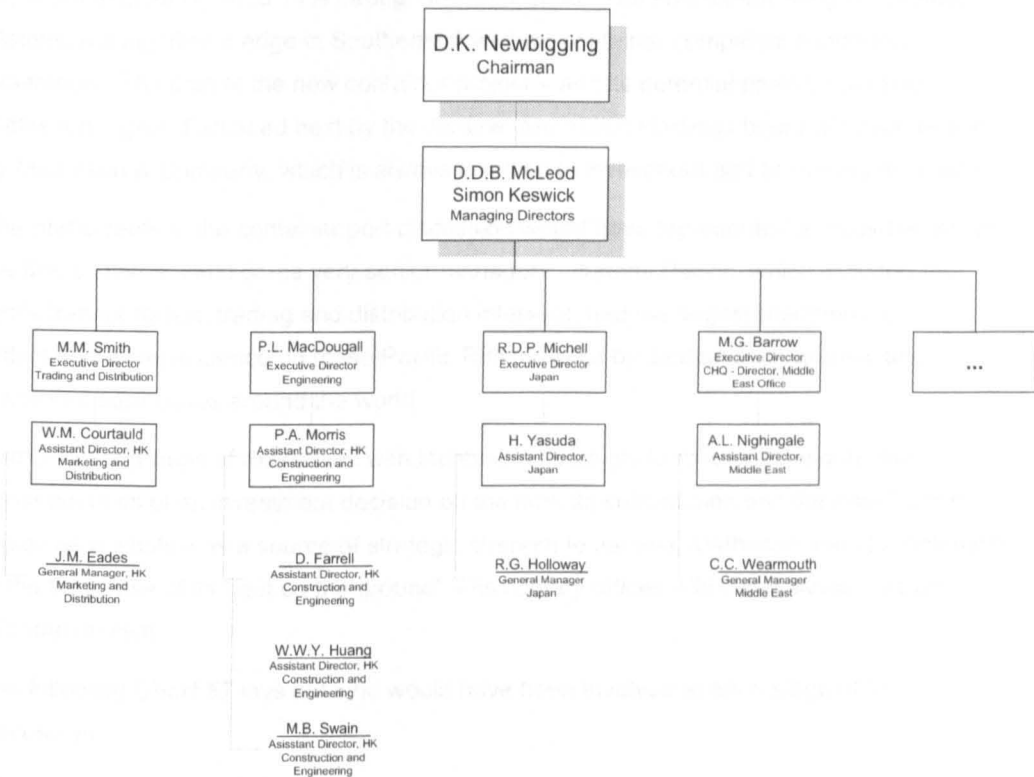 D.K. Newbigging
Chairman
D.D.B. McLeod
Simon Keswick
Managing Directors
M.M. Smith
Executive Director
Trading and Distribution
P.L. MacDougall
Executive Director
Engineering
R.D.P. Michell
Executive Director
Japan
M.G. Barrow
Executive Director
CHQ - Director, Middle
East Office
...
W.M. Courtauld
Assistant Director, HK
Marketing and
Distribution
P.A. Morris
Assistant Director, HK
Construction and
Engineering
H. Yasuda
Assistant Director,
Japan
A.L. Nighingale
Assistant Director,
Middle East
J.M. Eades
General Manager, HK
Marketing and
Distribution
D. Farrell
Assistant Director, HK
Construction and
Engineering
R.G. Holloway
General Manager
Japan
C.C. Wearmouth
General Manager
Middle East
W.W.Y. Huang
Assistant Director, HK
Construction and
Engineering
M.B. Swain
Asisstant Director, HK
Construction and
Engineering